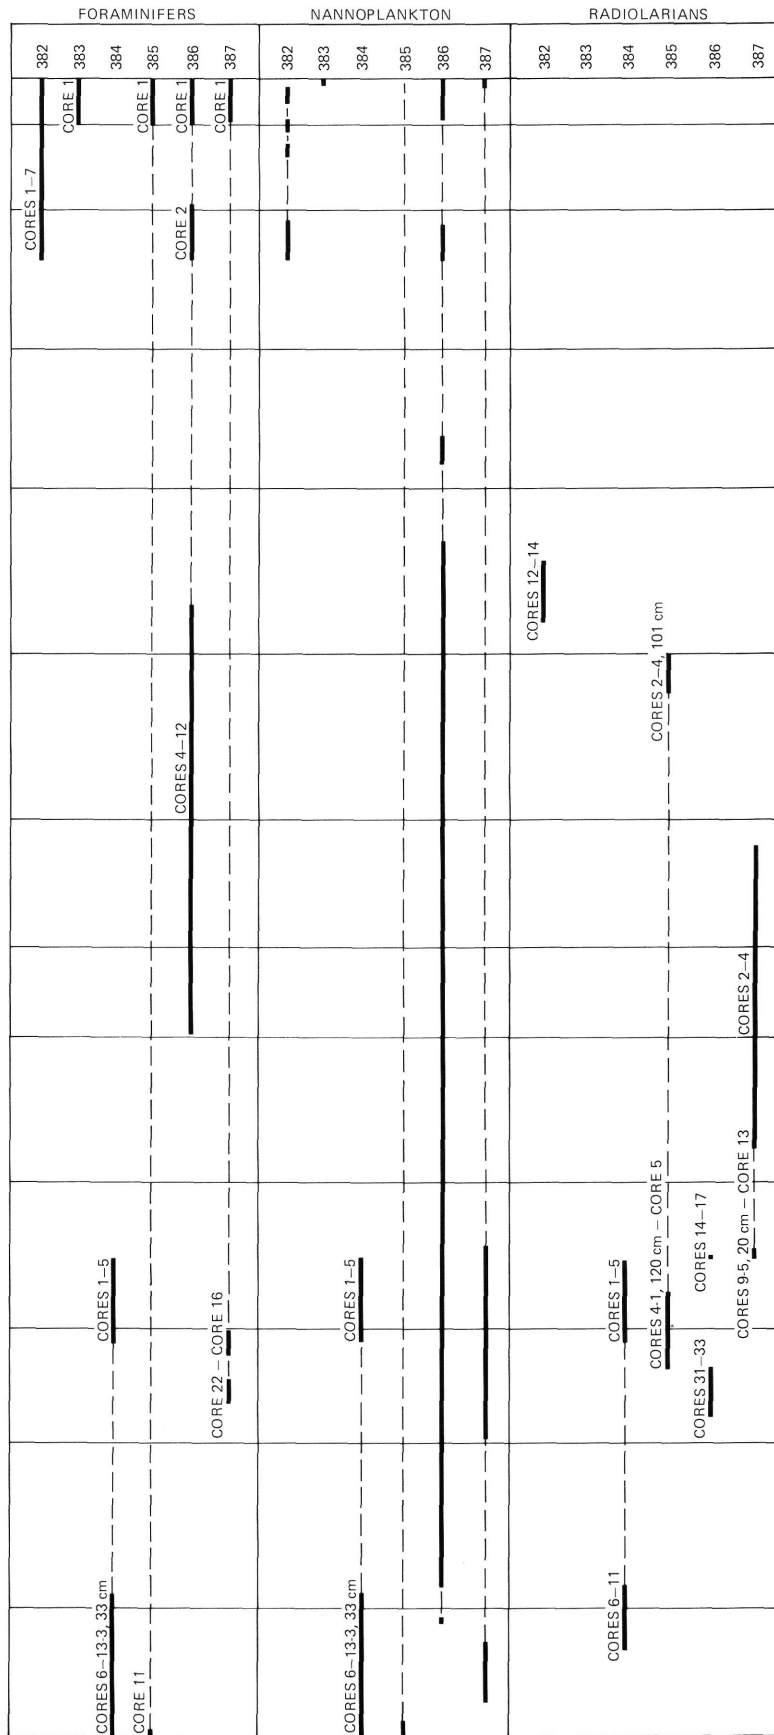 FORAMINIFERS
NANNOPLANKTON
RADIOLARIANS
382
383
384
385
386
387
382
383
384
385
386
387
382
383
384
385
386
387
CORES 1–7
CORE 1
CORE 1
CORE 1
CORE 1
CORE 2
CORES 4–12
CORES 1–5
CORE 22 – CORE 16
CORES 6–13-3, 33 cm
CORE 11
CORES 1–5
CORES 6–13-3, 33 cm
CORES 12–14
CORES 2–4, 101 cm
CORES 2–4
CORES 9-5, 20 cm – CORE 13
CORES 14–17
CORES 4-1, 120 cm – CORE 5
CORES 1–5
CORES 31–33
CORES 6–11